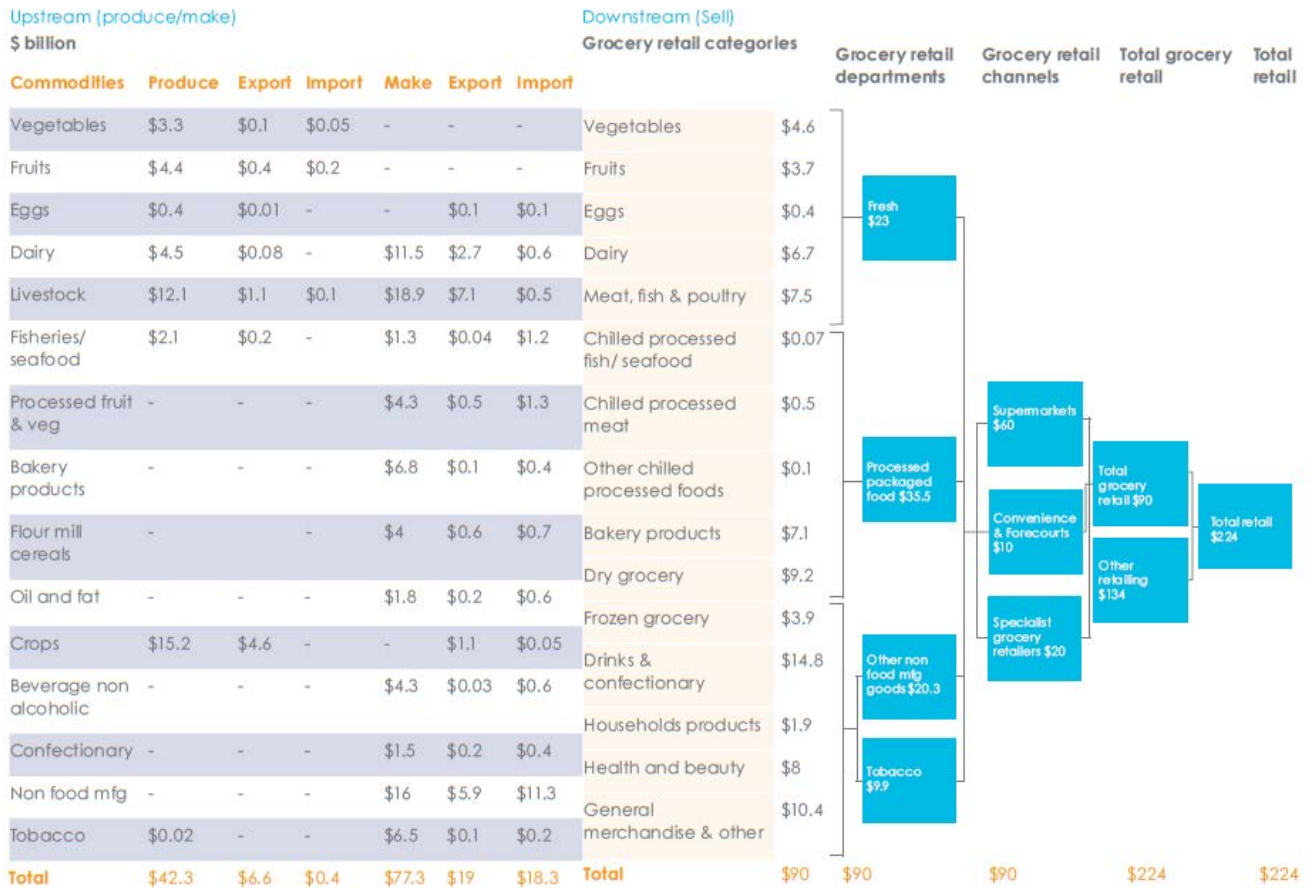 Upstream (produce/make)
$ billion
Commodities Produce Export Import Make Export Import
Vegetables $3.3 $0.1 $0.05 - - -
Fruits $4.4 $0.4 $0.2 - - -
Eggs $0.4 $0.01 - - $0.1 $0.1
Dairy $4.5 $0.08 - $11.5 $2.7 $0.6
Livestock $12.1 $1.1 $0.1 $18.9 $7.1 $0.5
Fisheries/ $2.1 $0.2 - $1.3 $0.04 $1.2
seafood
Processed fruit - - - $4.3 $0.5 $1.3
& veg
Bakery - - - $6.8 $0.1 $0.4
products
Flour mill - - $4 $0.6 $0.7
cereals
Oil and fat - - - $1.8 $0.2 $0.6
Crops $15.2 $4.6 - - $1.1 $0.05
Beverage non - - - $4.3 $0.03 $0.6
alcoholic
Confectionary - - - $1.5 $0.2 $0.4
Non food mfg - - - $16 $5.9 $11.3
Tobacco $0.02 - - $6.5 $0.1 $0.2
Total $42.3 $6.6 $0.4 $77.3 $19 $18.3
Downstream (Sell)
Grocery retail categories
Vegetables $4.6
Fruits $3.7
Eggs $0.4
Dairy $6.7
Meat, fish & poultry $7.5
Chilled processed $0.07
fish/ seafood
Chilled processed $0.5
meat
Other chilled $0.1
processed foods
Bakery products $7.1
Dry grocery $9.2
Frozen grocery $3.9
Drinks & $14.8
confectionary
Households products $1.9
Health and beauty $8
General $10.4
merchandise & other
Total $90
Grocery retail
departments
Fresh
$23
Processed
packaged
food $35.5
Other non
food mfg
goods $20.3
Tobacco
$9.9
$90
Grocery retail
channels
Supermarkets
$60
Convenience
& Forecourts
$10
Specialist
grocery
retailers $20
$90
Total grocery
retail
Total
grocery
retail $90
Other
retailing
$134
$224
Total
retail
Total retail
$224
$224